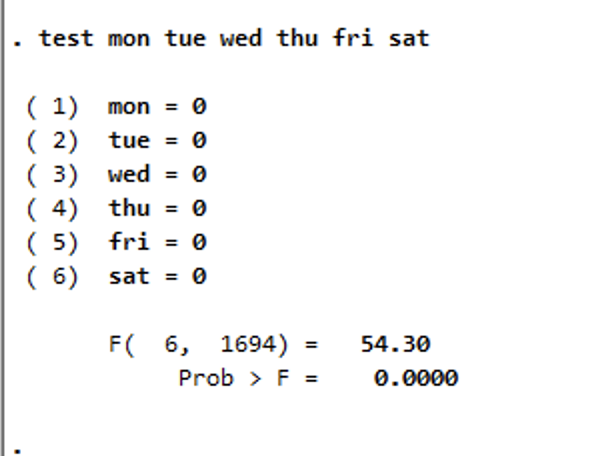 . test mon tue wed thu fri sat
( 1) mon = 0
( 2) tue = 0
( 3) wed = 0
( 4) thu = 0
( 5) fri = 0
( 6) sat = 0
F( 6, 1694) = 54.30
Prob > F = 0.0000
.